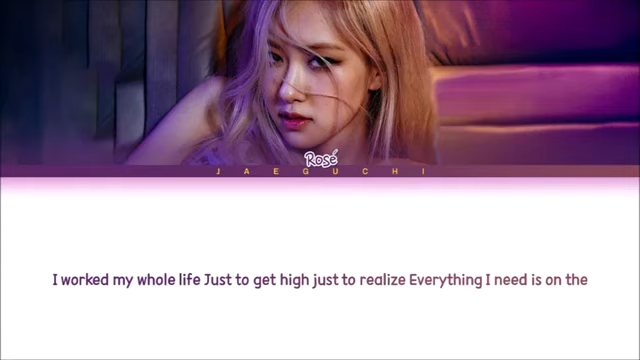 Rosé
JAEGUCHI
I worked my whole life Just to get high just to realize Everything I need is on the